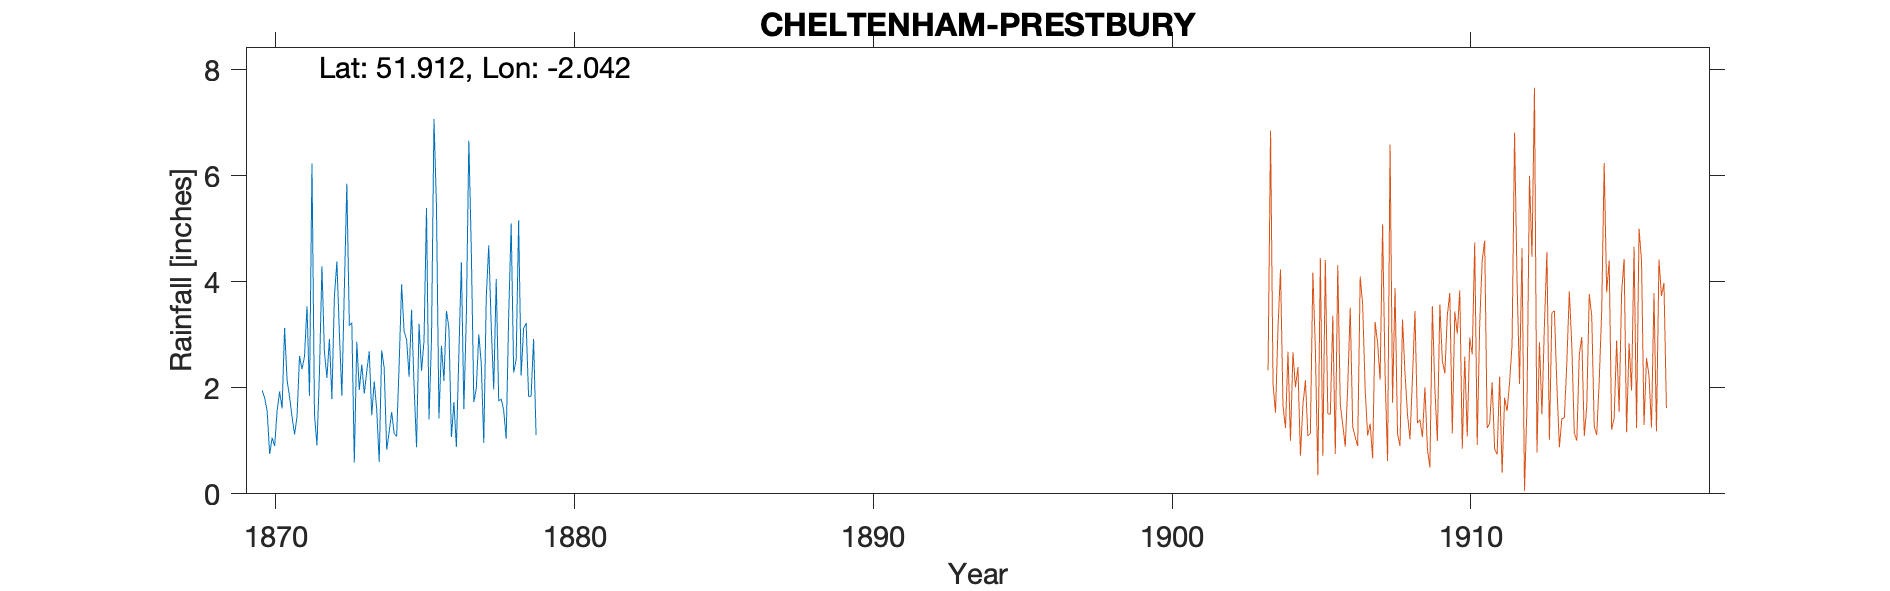 CHELTENHAM-PRESTBURY
Lat: 51.912, Lon: -2.042
8
6
4
2
0
Rainfall [inches]
1870 1880 1890 1900 1910
Year